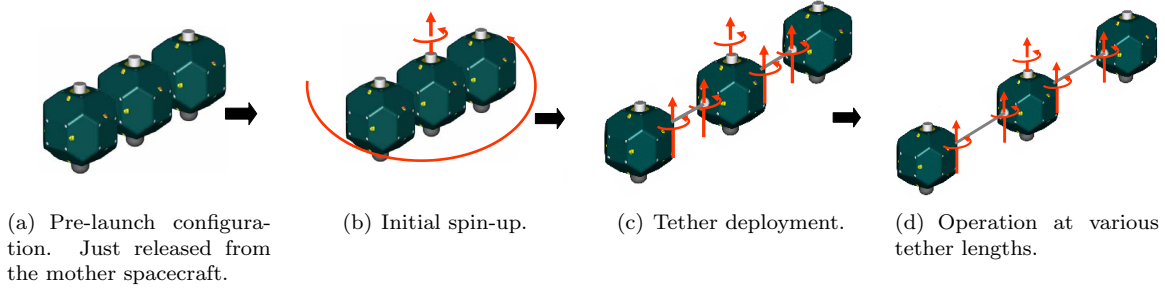 (a) Pre-launch configura-
tion. Just released from
the mother spacecraft.
(b) Initial spin-up.
(c) Tether deployment.
(d) Operation at various
tether lengths.